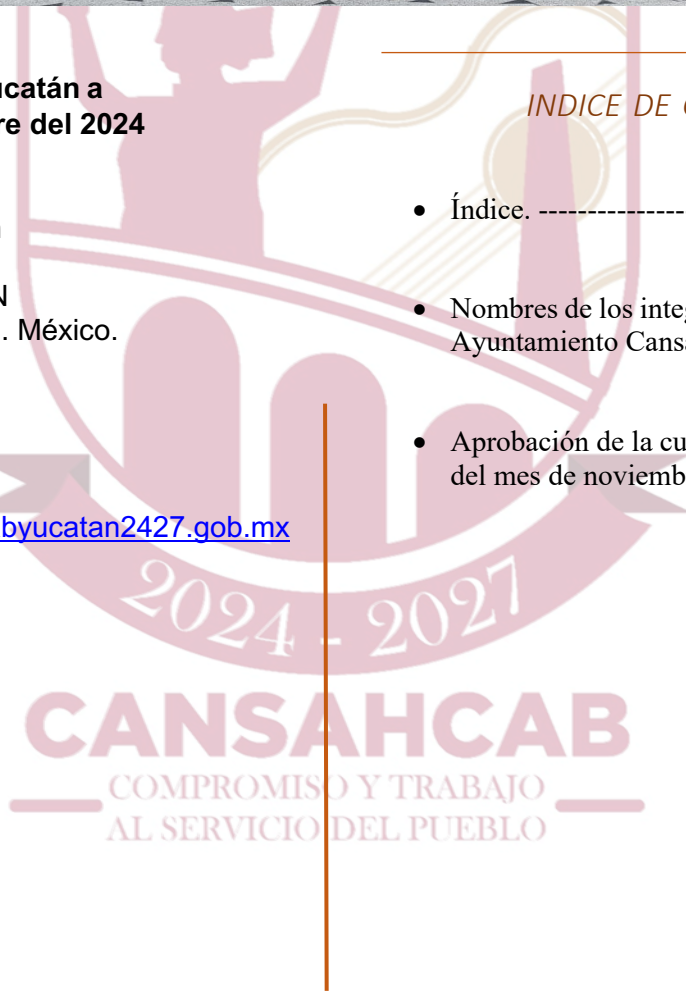 ucatán a
re del 2024
N
. México.
byucatan2427.gob.mx
INDICE DE
• Índice. ---------------
• Nombres de los inte
Ayuntamiento Cans
• Aprobación de la cu
del mes de noviemb
2024 - 2027
CANSAHCAB
COMPROMISO Y TRABAJO
AL SERVICIO DEL PUEBLO